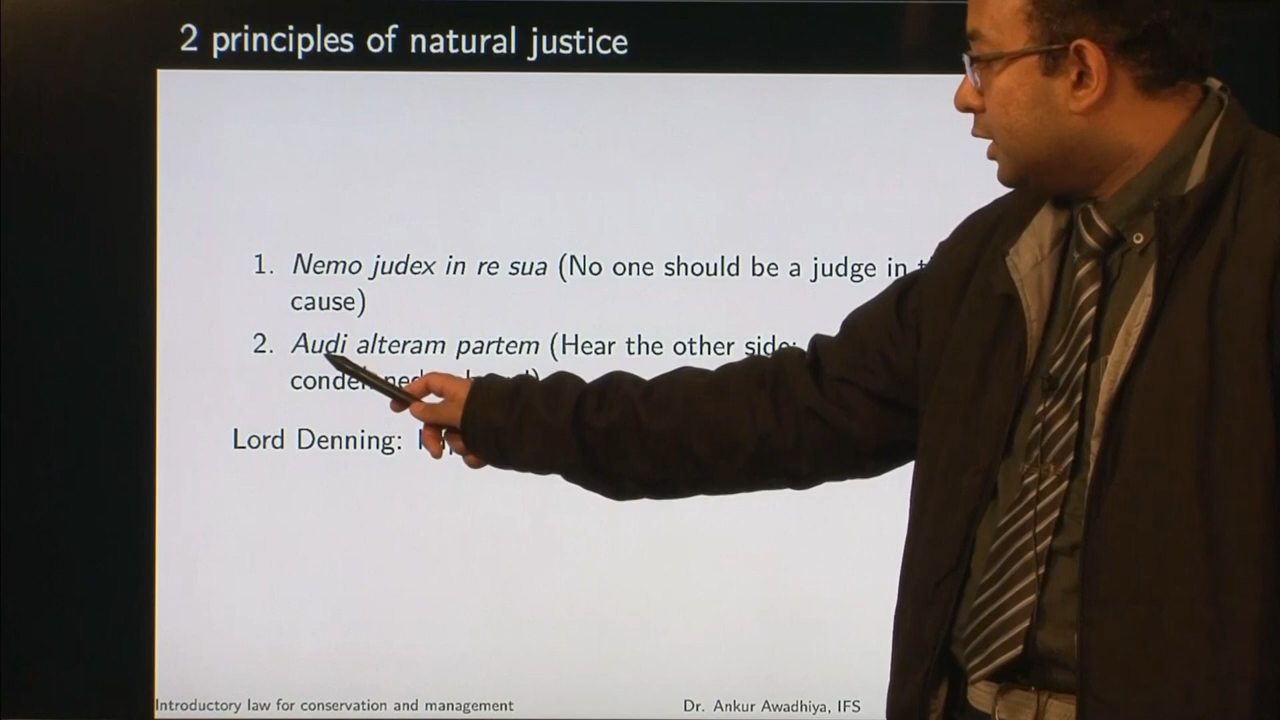 2 principles of natural justice
1. Nemo judex in re sua (No one should be a judge in
cause)
2. Audi alteram partem (Hear the other side
Lord Denning:
Introductory law for conservation and management
Dr. Ankur Awadhiya, IFS